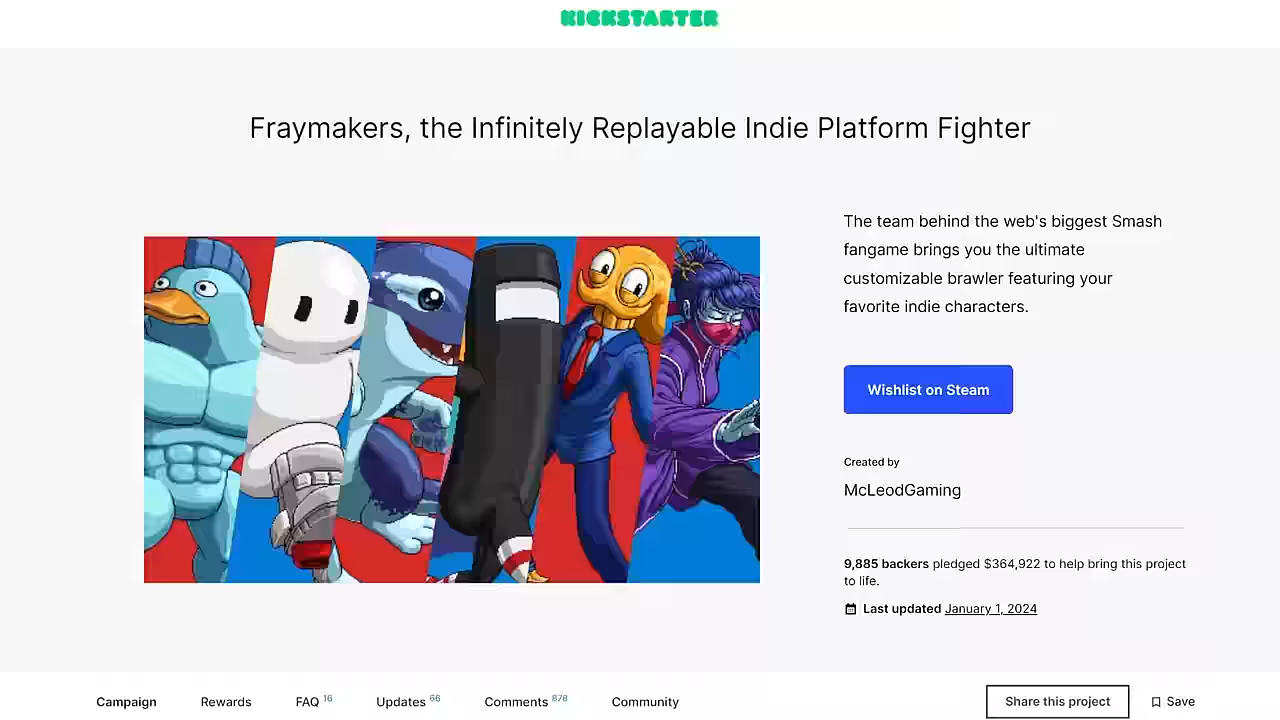 KICKSTARTER
Fraymakers, the Infinitely Replayable Indie Platform Fighter
The team behind the web's biggest Smash
fangame brings you the ultimate
customizable brawler featuring your
favorite indie characters.
Wishlist on Steam
Created by
McLeodGaming
9,885 backers pledged $364,922 to help bring this project
to life.
Last updated January 1, 2024
Campaign Rewards FAQ 16 Updates 66 Comments 878 Community Share this project Save